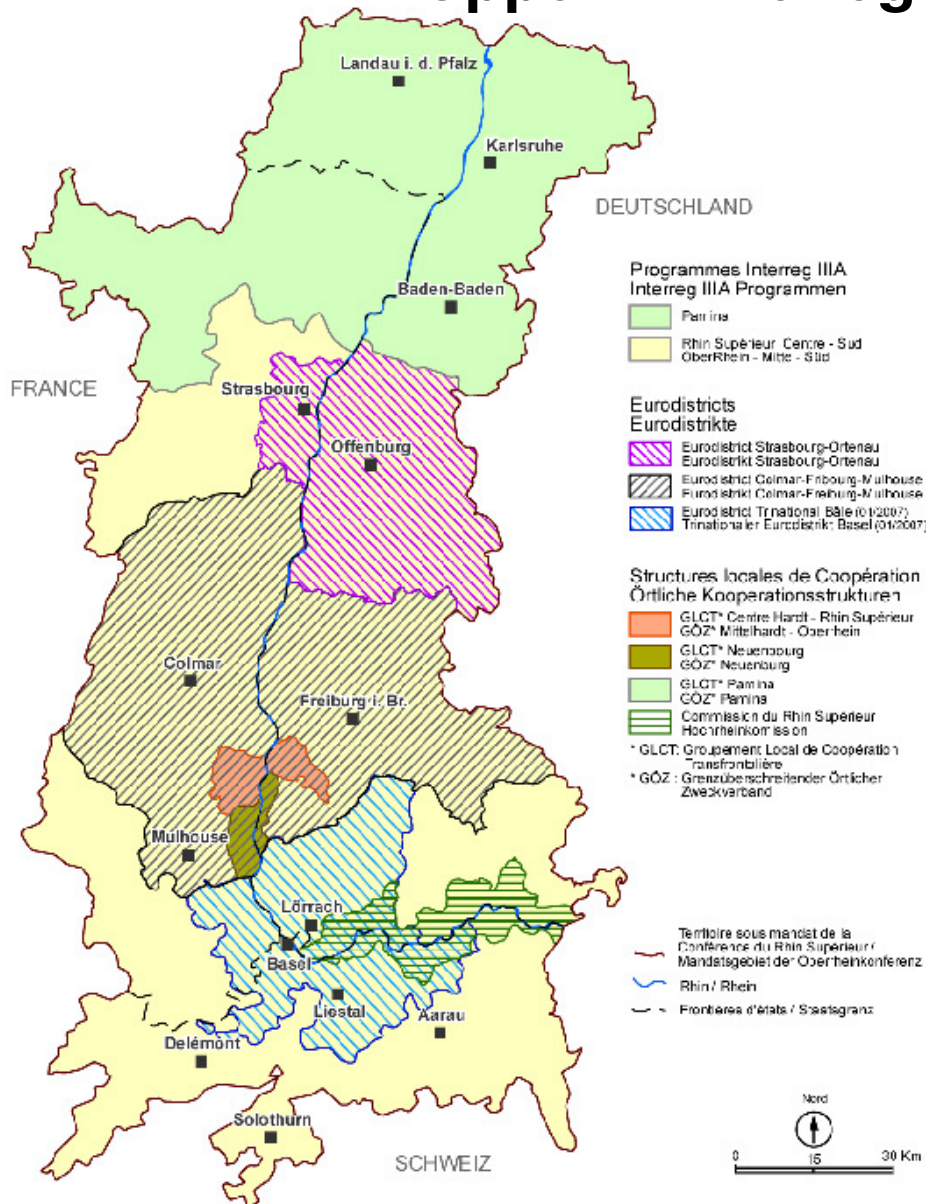 Landau i. d. Pfalz
Karlsruhe
DEUTSCHLAND
Baden-Baden
FRANCE
Strasbourg
Offenburg
Colmar
Freiburg i. Br.
Mulhouse
Lörrach
Basel
Liestal
Aarau
Delémont
Solothurn
SCHWEIZ
Programmes Interreg IIIA
Interreg IIIA Programmen
Pamina
Rhin Supérieur Centre - Sud
OberRhein - Mitte - Süd
Eurodistricts
Eurodistrikte
Eurodistrict Strasbourg-Ortenau
Eurodistrikt Strasbourg-Ortenau
Eurodistrict Colmar-Fribourg-Mulhouse
Eurodistrikt Colmar-Freiburg-Mulhouse
Eurodistrict Trinational Bâle (01/2007)
Trinationaler Eurodistrikt Basel (01/2007)
Structures locales de Coopération
Örtliche Kooperationsstrukturen
GLCT* Centre Hardt - Rhin Supérieur
GÖZ* Mittelhardt - Oberrhein
GLCT* Neuenbourg
GÖZ* Neuenburg
GLCT* Pamina
GÖZ* Pamina
Commission du Rhin Supérieur
Hochrheinkomission
* GLCT: Groupement Local de Coopération
Transfrontalière
* GÖZ : Grenzüberschreitender Örtlicher
Zweckverband
Territoire sous mandat de la
Conférence du Rhin Supérieur /
Mandatsgebiet der Oberrheinkonferenz
Rhin / Rhein
Frontières d'états / Staatsgrenz
Nord
0 15 30 Km